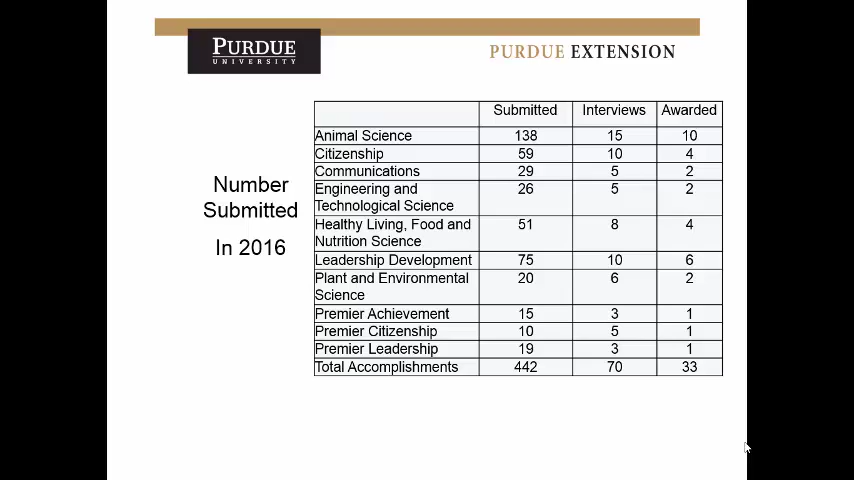 PURDUE
UNIVERSITY
PURDUE EXTENSION
Number
Submitted
In 2016
Submitted Interviews Awarded
Animal Science 138 15 10
Citizenship 59 10 4
Communications 29 5 2
Engineering and 26 5 2
Technological Science
Healthy Living, Food and 51 8 4
Nutrition Science
Leadership Development 75 10 6
Plant and Environmental 20 6 2
Science
Premier Achievement 15 3 1
Premier Citizenship 10 5 1
Premier Leadership 19 3 1
Total Accomplishments 442 70 33